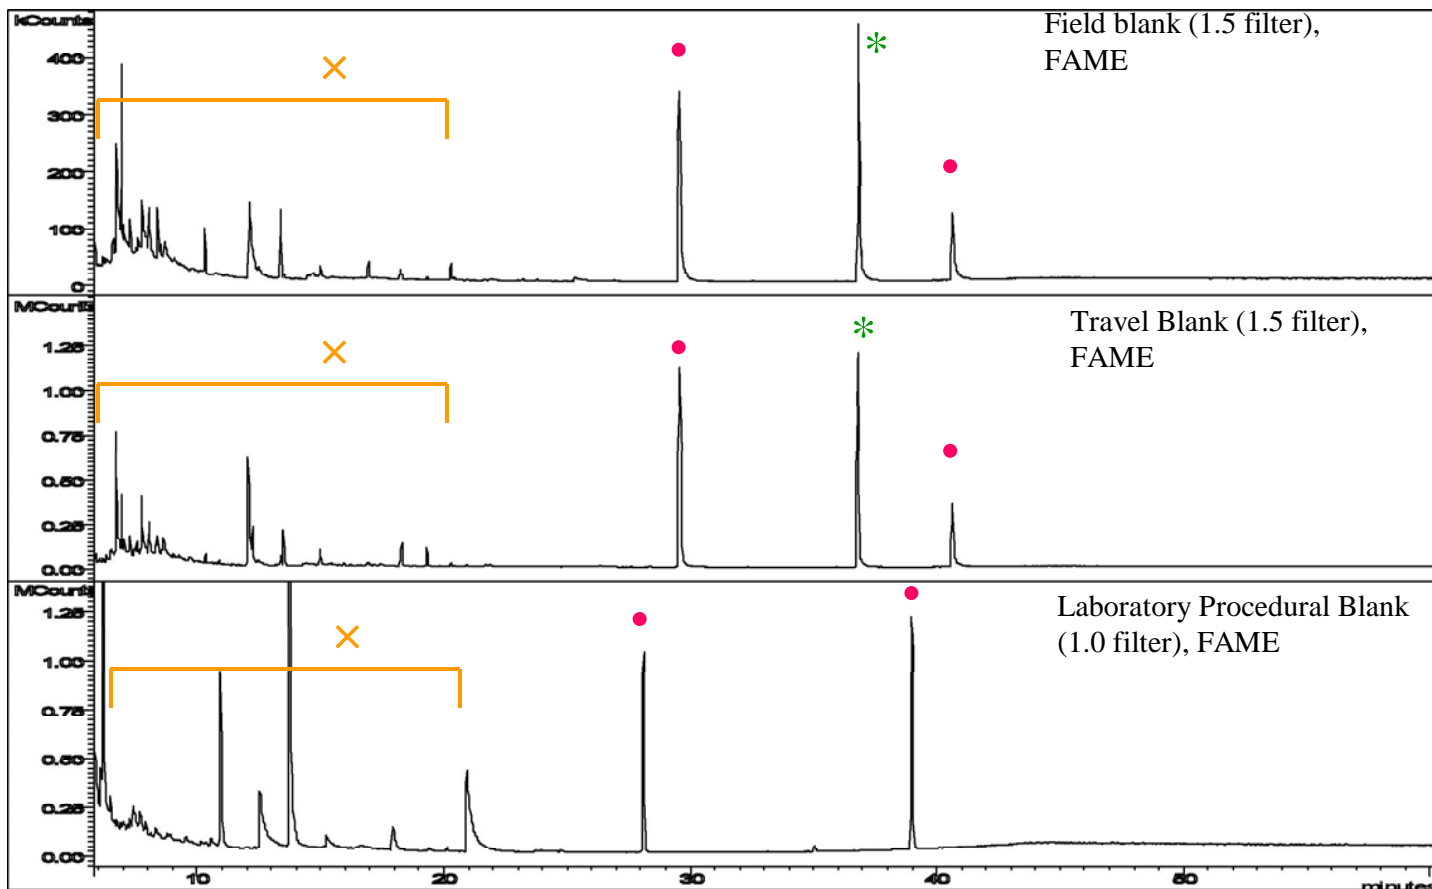 kCounts
Field blank (1.5 filter),
FAME
400
300
200
100
0
MCounts
Travel Blank (1.5 filter),
FAME
1.25
1.00
0.75
0.50
0.25
0.00
MCounts
Laboratory Procedural Blank
(1.0 filter), FAME
1.25
1.00
0.75
0.50
0.25
0.00
10
20
30
40
50
minutes